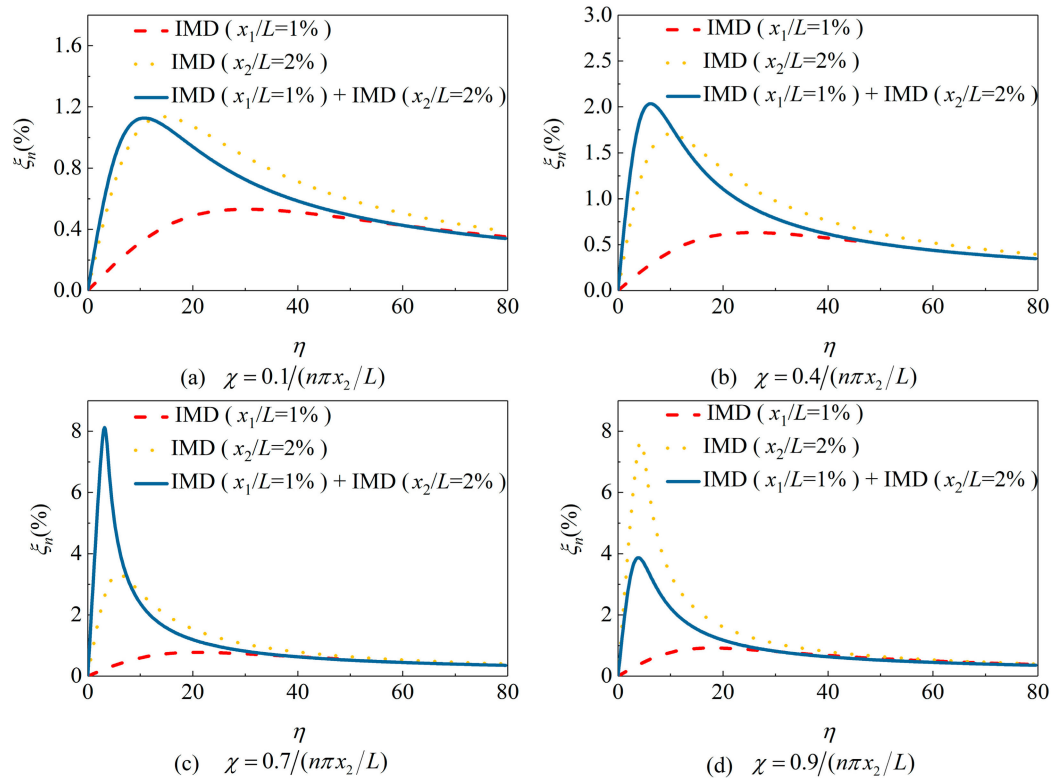 IMD ( x₁/L=1% )
IMD ( x₂/L=2% )
IMD ( x₁/L=1% ) + IMD ( x₂/L=2% )
1.6
1.2
0.8
0.4
0.0
ξₙ(%)
0 20 40 60 80
η
(a) χ = 0.1/(nπx₂/L)
IMD ( x₁/L=1% )
IMD ( x₂/L=2% )
IMD ( x₁/L=1% ) + IMD ( x₂/L=2% )
3.0
2.5
2.0
1.5
1.0
0.5
0.0
ξₙ(%)
0 20 40 60 80
η
(b) χ = 0.4/(nπx₂/L)
IMD ( x₁/L=1% )
IMD ( x₂/L=2% )
IMD ( x₁/L=1% ) + IMD ( x₂/L=2% )
8
6
4
2
0
ξₙ(%)
0 20 40 60 80
η
(c) χ = 0.7/(nπx₂/L)
IMD ( x₁/L=1% )
IMD ( x₂/L=2% )
IMD ( x₁/L=1% ) + IMD ( x₂/L=2% )
8
6
4
2
0
ξₙ(%)
0 20 40 60 80
η
(d) χ = 0.9/(nπx₂/L)